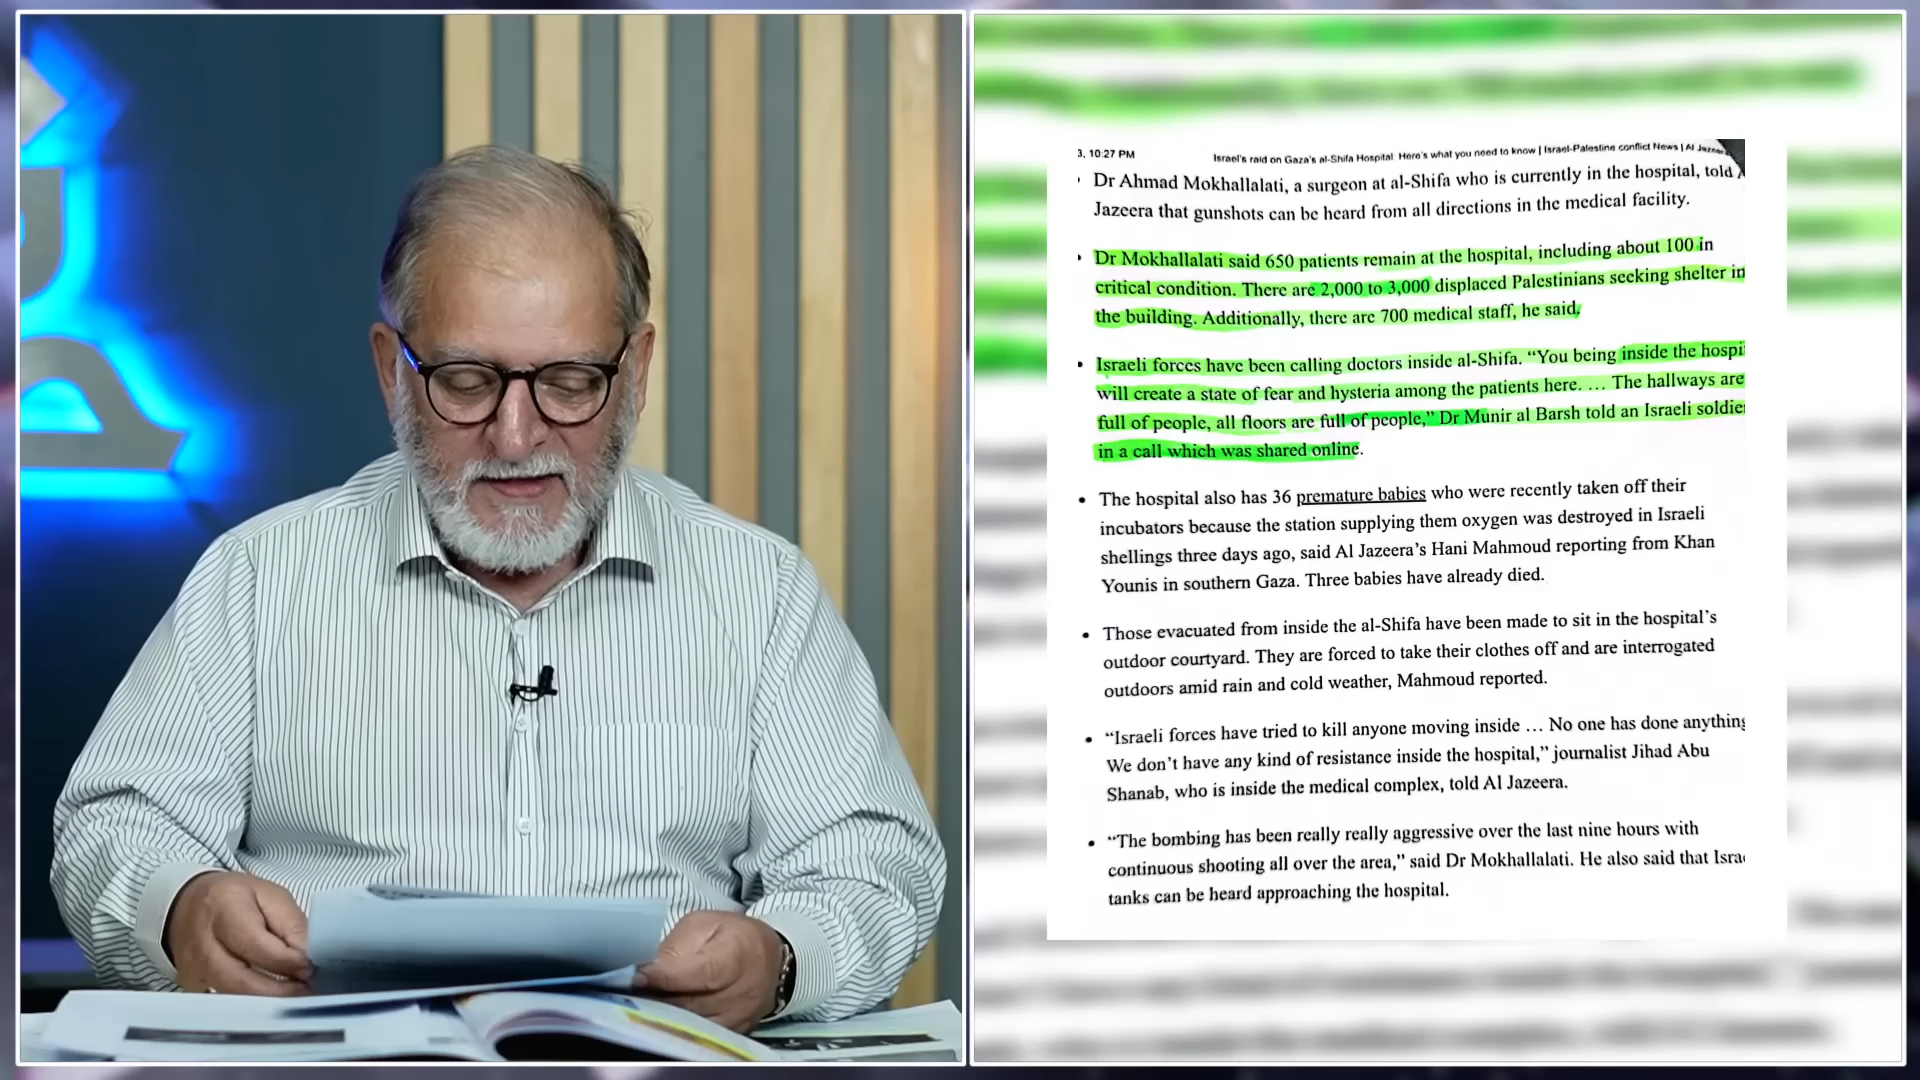 3, 10:27 PM
Israel's raid on Gaza's al-Shifa Hospital: Here's what you need to know | Israel-Palestine conflict News | Al
Dr Ahmad Mokhallalati, a surgeon at al-Shifa who is currently in the hospital, told
Jazeera that gunshots can be heard from all directions in the medical facility.
• Dr Mokhallalati said 650 patients remain at the hospital, including about 100 in
critical condition. There are 2,000 to 3,000 displaced Palestinians seeking shelter in
the building. Additionally, there are 700 medical staff, he said.
• Israeli forces have been calling doctors inside al-Shifa. “You being inside the hospi
will create a state of fear and hysteria among the patients here. … The hallways are
full of people, all floors are full of people,” Dr Munir al Barsh told an Israeli soldier
in a call which was shared online.
• The hospital also has 36 premature babies who were recently taken off their
incubators because the station supplying them oxygen was destroyed in Israeli
shellings three days ago, said Al Jazeera’s Hani Mahmoud reporting from Khan
Younis in southern Gaza. Three babies have already died.
• Those evacuated from inside the al-Shifa have been made to sit in the hospital’s
outdoor courtyard. They are forced to take their clothes off and are interrogated
outdoors amid rain and cold weather, Mahmoud reported.
• “Israeli forces have tried to kill anyone moving inside … No one has done anything
We don’t have any kind of resistance inside the hospital,” journalist Jihad Abu
Shanab, who is inside the medical complex, told Al Jazeera.
• “The bombing has been really really aggressive over the last nine hours with
continuous shooting all over the area,” said Dr Mokhallalati. He also said that Isra
tanks can be heard approaching the hospital.